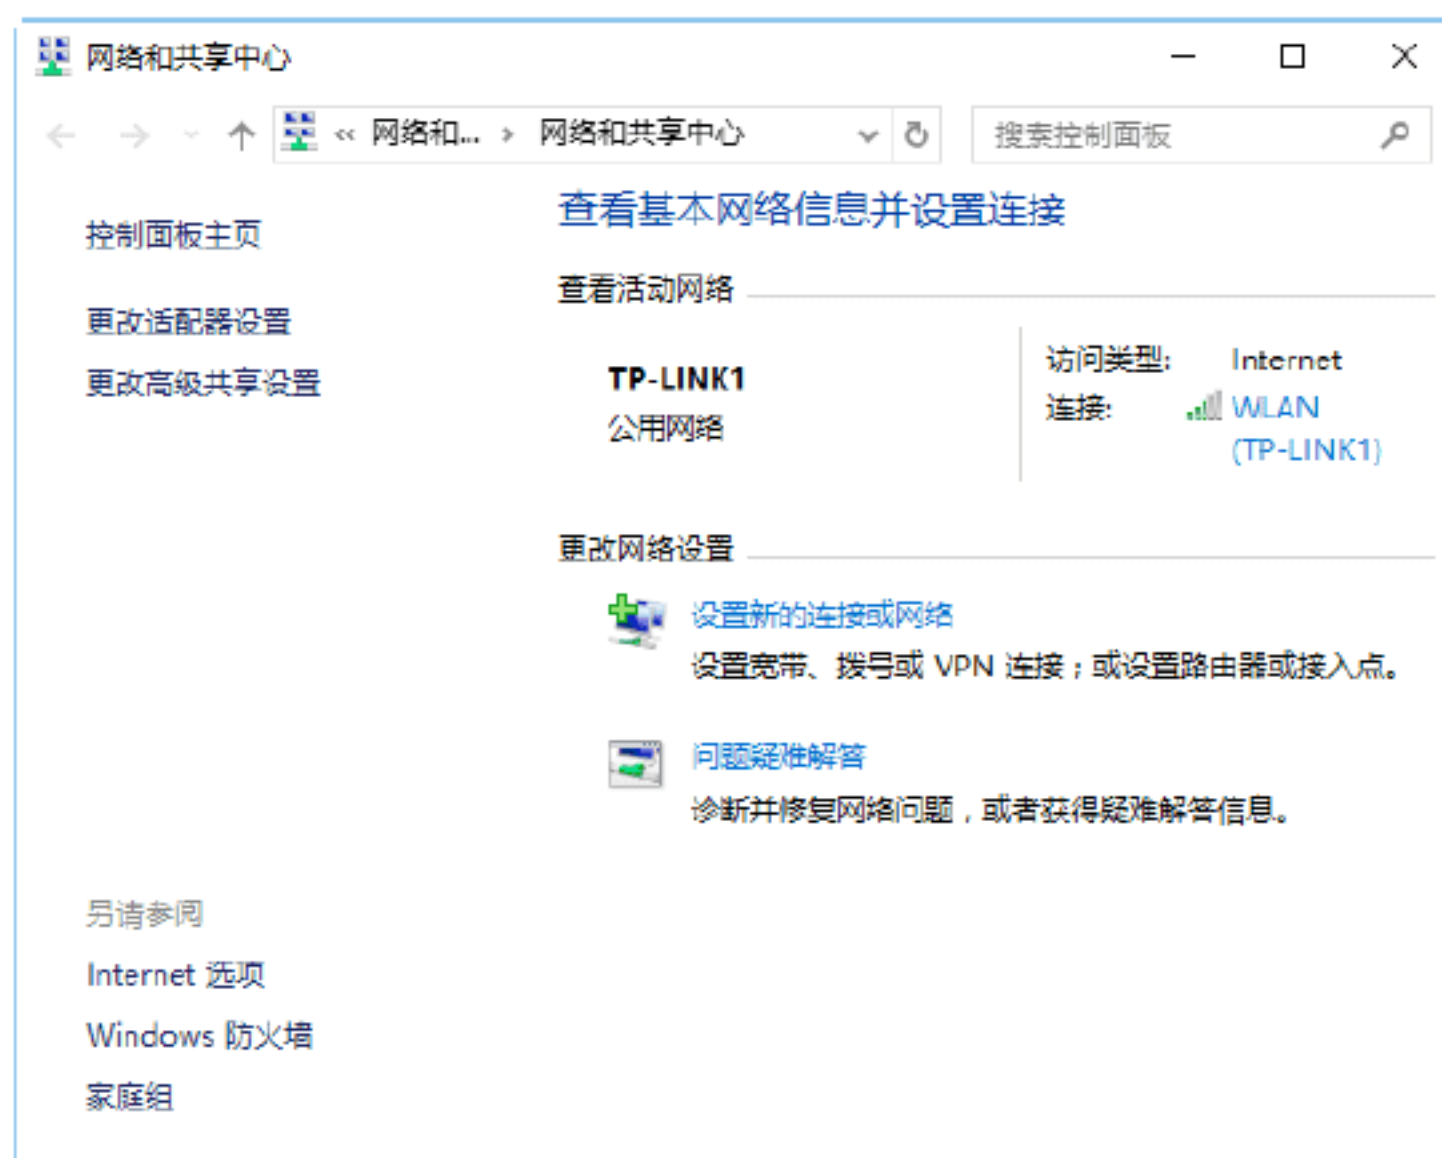 网络和共享中心
« 网络和... › 网络和共享中心
搜索控制面板
控制面板主页
更改适配器设置
更改高级共享设置
查看基本网络信息并设置连接
查看活动网络
TP-LINK1
公用网络
访问类型: Internet
连接: WLAN
(TP-LINK1)
更改网络设置
设置新的连接或网络
设置宽带、拨号或 VPN 连接；或设置路由器或接入点。
问题疑难解答
诊断并修复网络问题，或者获得疑难解答信息。
另请参阅
Internet 选项
Windows 防火墙
家庭组